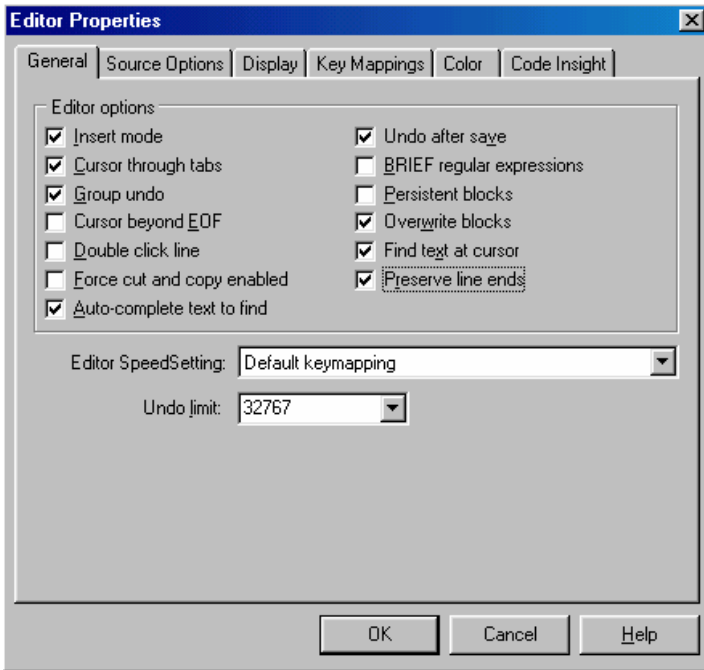 Editor Properties
General Source Options Display Key Mappings Color Code Insight
Editor options
Insert mode
Cursor through tabs
Group undo
Cursor beyond EOF
Double click line
Force cut and copy enabled
Auto-complete text to find
Undo after save
BRIEF regular expressions
Persistent blocks
Overwrite blocks
Find text at cursor
Preserve line ends
Editor SpeedSetting: Default keymapping
Undo limit: 32767
OK Cancel Help